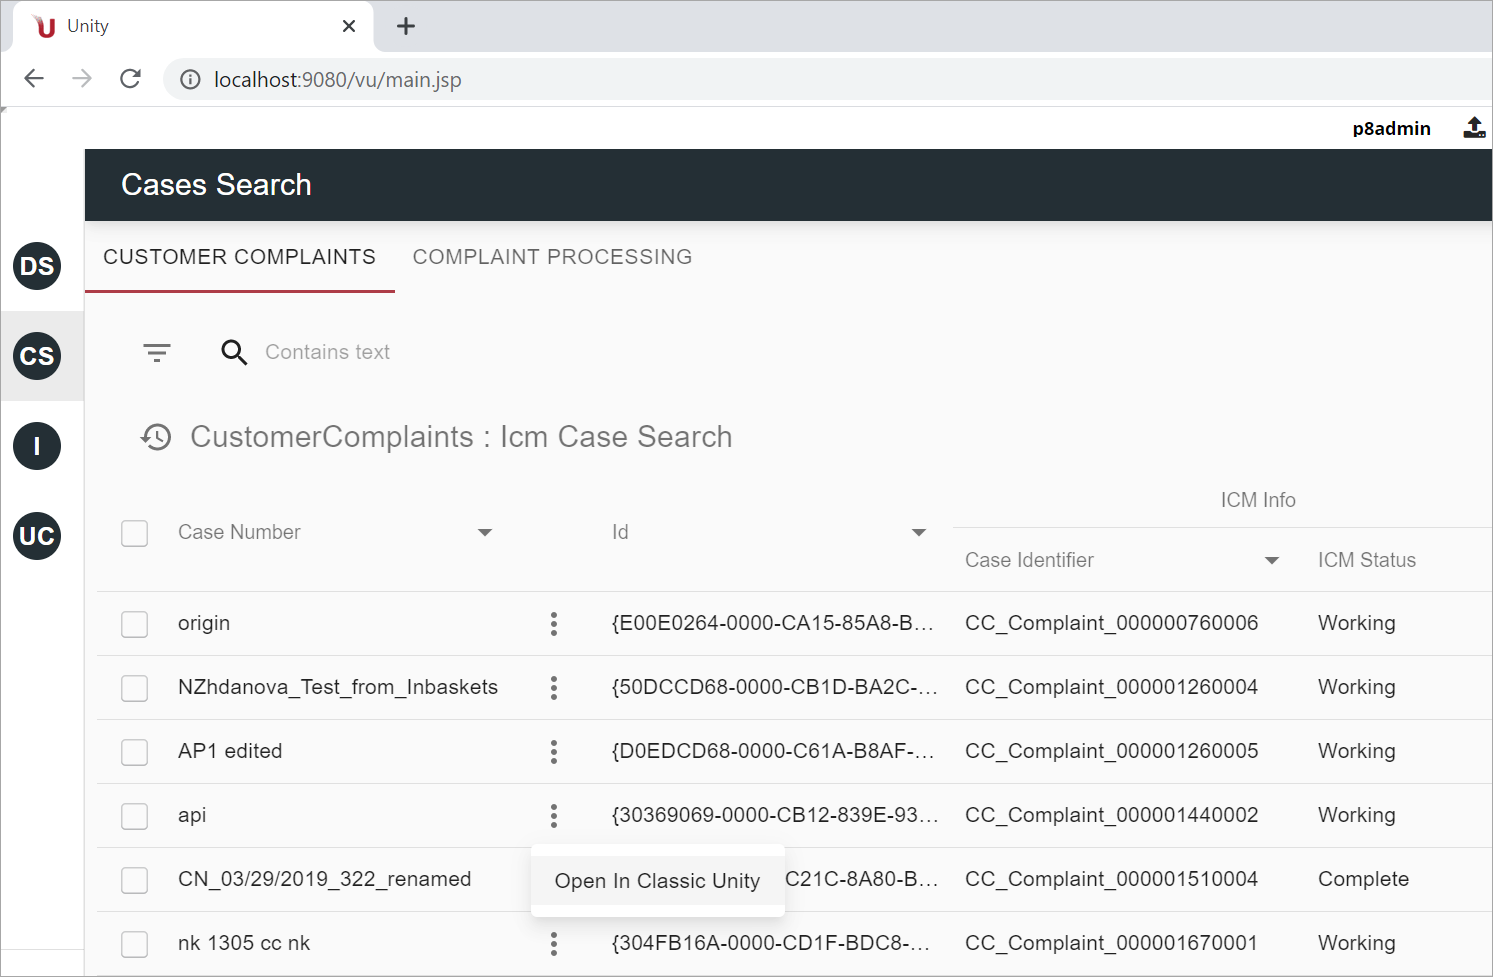 Unity
localhost:9080/vu/main.jsp
p8admin
Cases Search
DS
CS
I
UC
CUSTOMER COMPLAINTS COMPLAINT PROCESSING
Contains text
CustomerComplaints : Icm Case Search
ICM Info
Case Number Id
Case Identifier ICM Status
origin {E00E0264-0000-CA15-85A8-B... CC_Complaint_000000760006 Working
NZhdanova_Test_from_Inbaskets {50DCCD68-0000-CB1D-BA2C-... CC_Complaint_000001260004 Working
AP1 edited {D0EDCD68-0000-C61A-B8AF-... CC_Complaint_000001260005 Working
api {30369069-0000-CB12-839E-93... CC_Complaint_000001440002 Working
CN_03/29/2019_322_renamed Open In Classic Unity C21C-8A80-B... CC_Complaint_000001510004 Complete
nk 1305 cc nk {304FB16A-0000-CD1F-BDC8-... CC_Complaint_000001670001 Working